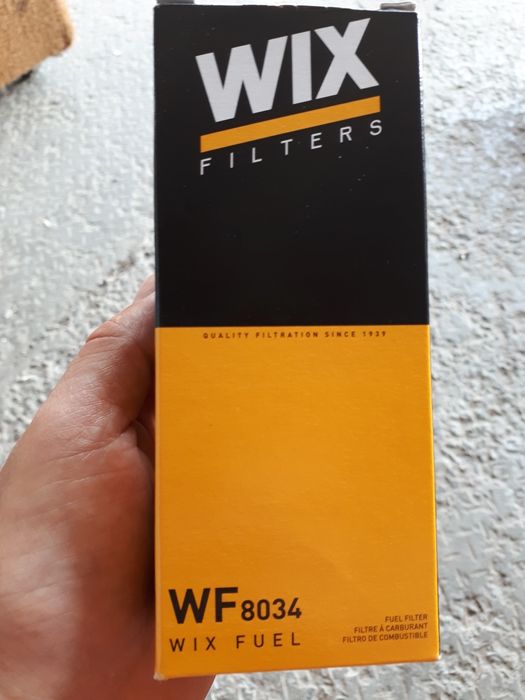 WIX
FILTERS
QUALITY FILTRATION SINCE 1939
WF8034
WIX FUEL
FUEL FILTER
FILTRE À CARBURANT
FILTRO DE COMBUSTIBLE